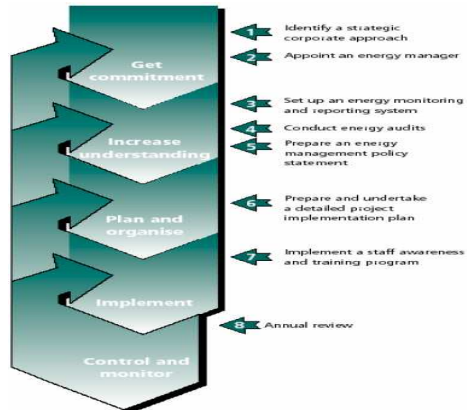 Get
commitment
1 Identify a strategic
corporate approach
2 Appoint an energy manager
Increase
understanding
3 Set up an energy monitoring
and reporting system
4 Conduct energy audits
5 Prepare an energy
management policy
statement
Plan and
organise
6 Prepare and undertake
a detailed project
implementation plan
Implement
7 Implement a staff awareness
and training program
Control and
monitor
8 Annual review